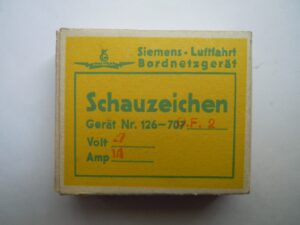 Siemens-Luftfahrt
Bordnetzgerät
Schauzeichen
Gerät Nr. 126-707.F. 2
Volt
Amp